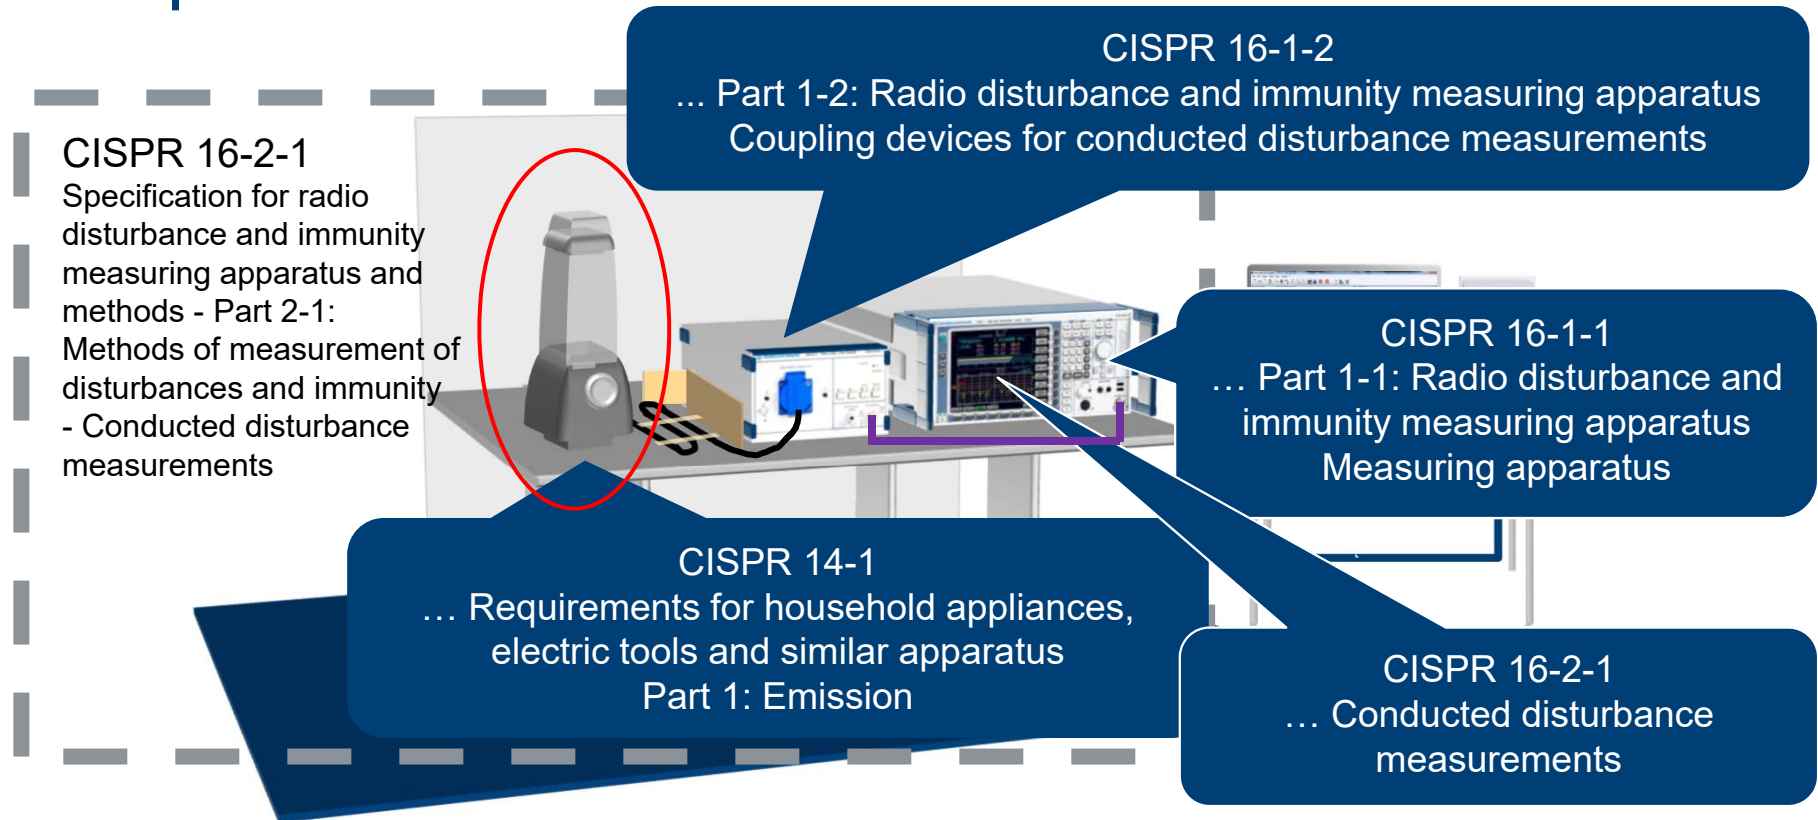 CISPR 16-1-2
... Part 1-2: Radio disturbance and immunity measuring apparatus
Coupling devices for conducted disturbance measurements
CISPR 16-2-1
Specification for radio
disturbance and immunity
measuring apparatus and
methods - Part 2-1:
Methods of measurement of
disturbances and immunity
- Conducted disturbance
measurements
CISPR 16-1-1
… Part 1-1: Radio disturbance and
immunity measuring apparatus
Measuring apparatus
CISPR 14-1
… Requirements for household appliances,
electric tools and similar apparatus
Part 1: Emission
CISPR 16-2-1
… Conducted disturbance
measurements